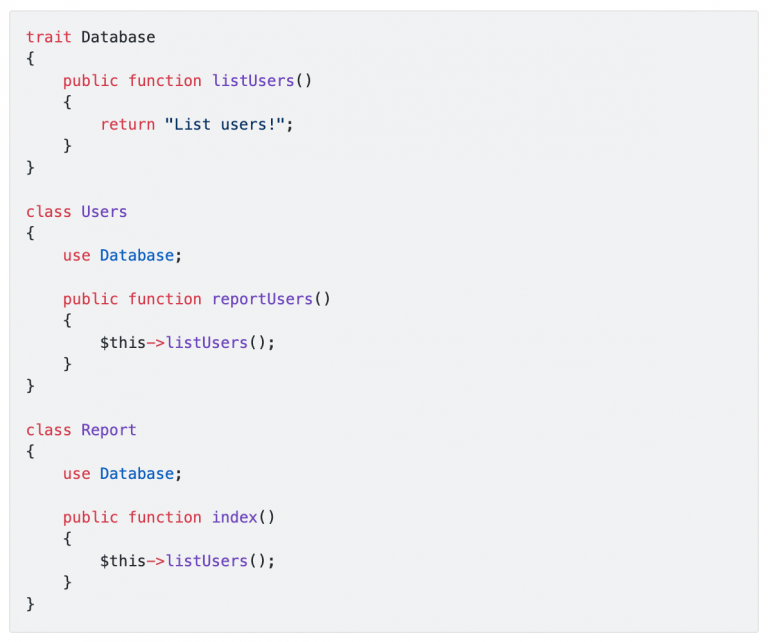 trait Database
{
    public function listUsers()
    {
        return "List users!";
    }
}

class Users
{
    use Database;

    public function reportUsers()
    {
        $this->listUsers();
    }
}

class Report
{
    use Database;

    public function index()
    {
        $this->listUsers();
    }
}